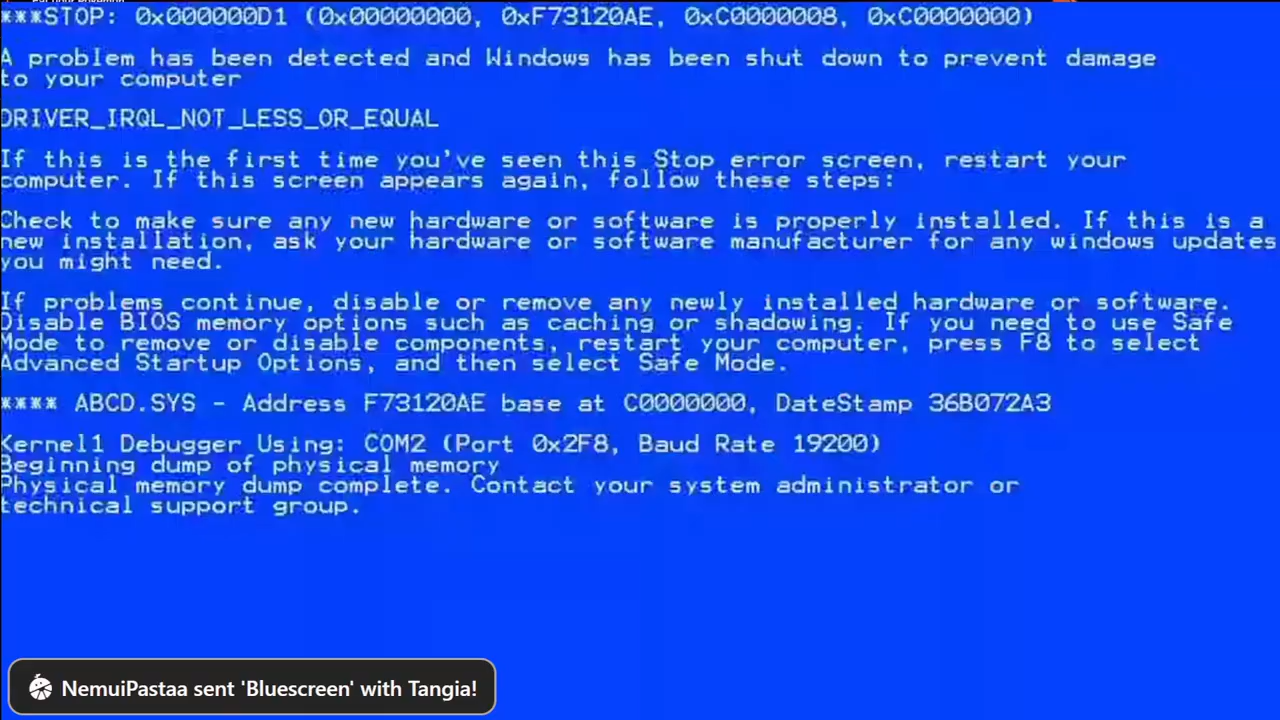 ***STOP: 0x000000D1 (0x00000000, 0xF73120AE, 0xC0000008, 0xC0000000)
A problem has been detected and Windows has been shut down to prevent damage
to your computer
DRIVER_IRQL_NOT_LESS_OR_EQUAL
If this is the first time you've seen this Stop error screen, restart your
computer. If this screen appears again, follow these steps:
Check to make sure any new hardware or software is properly installed. If this is a
new installation, ask your hardware or software manufacturer for any windows updates
you might need.
If problems continue, disable or remove any newly installed hardware or software.
Disable BIOS memory options such as caching or shadowing. If you need to use Safe
Mode to remove or disable components, restart your computer, press F8 to select
Advanced Startup Options, and then select Safe Mode.
**** ABCD.SYS - Address F73120AE base at C0000000, DateStamp 36B072A3
Kernel1 Debugger Using: COM2 (Port 0x2F8, Baud Rate 19200)
Beginning dump of physical memory
Physical memory dump complete. Contact your system administrator or
technical support group.
NemuiPastaa sent 'Bluescreen' with Tangia!